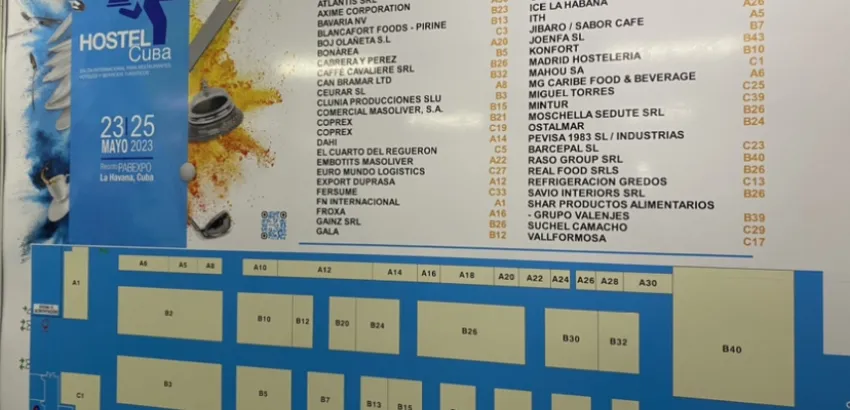 HOSTEL
Cuba
23|25
MAYO 2023
Recinto PABEXPO
La Habana, Cuba
ATLANTIS SRL
AXIME CORPORATION
BAVARIA NV
BLANCAFORT FOODS - PIRINE
BOJ OLAÑETA S.L
BONÀREA
CABRERA Y PEREZ
CAFFÈ CAVALIERE SRL
CAN BRAMAR LTD
CEURAR SL
CLUNIA PRODUCCIONES SLU
COMERCIAL MASOLIVER, S.A.
COPREX
COPREX
DAHI
EL CUARTO DEL REGUERON
EMBOTITS MASOLIVER
EURO MUNDO LOGISTICS
EXPORT DUPRASA
FERSUME
FN INTERNACIONAL
FROXA
GAINZ SRL
GALA
B23
B13
C3
A20
B5
B26
B32
A8
B3
B15
B21
C19
A14
C5
A22
C27
A12
C33
A1
A16
B26
B12
ICE LA HABANA
ITH
JIBARO / SABOR CAFE
JOENFA SL
KONFORT
MADRID HOSTELERIA
MAHOU SA
MG CARIBE FOOD & BEVERAGE
MIGUEL TORRES
MINTUR
MOSCHELLA SEDUTE SRL
OSTALMAR
PEVISA 1983 SL / INDUSTRIAS
BARCEPAL SL
RASO GROUP SRL
REAL FOOD SRLS
REFRIGERACION GREDOS
SAVIO INTERIORS SRL
SHAR PRODUCTOS ALIMENTARIOS
- GRUPO VALENJES
SUCHEL CAMACHO
VALLFORMOSA
A26
A5
B7
B43
B10
C1
A6
C25
C39
B26
B24
C23
B40
B26
C13
B26
B39
C29
C17
A1
A6 A5 A8 A10 A12 A14 A16 A18 A20 A22 A24 A26 A28 A30
B2 B10 B12 B20 B24 B26 B30 B32 B40
C1 B3 B5 B7 B13 B15